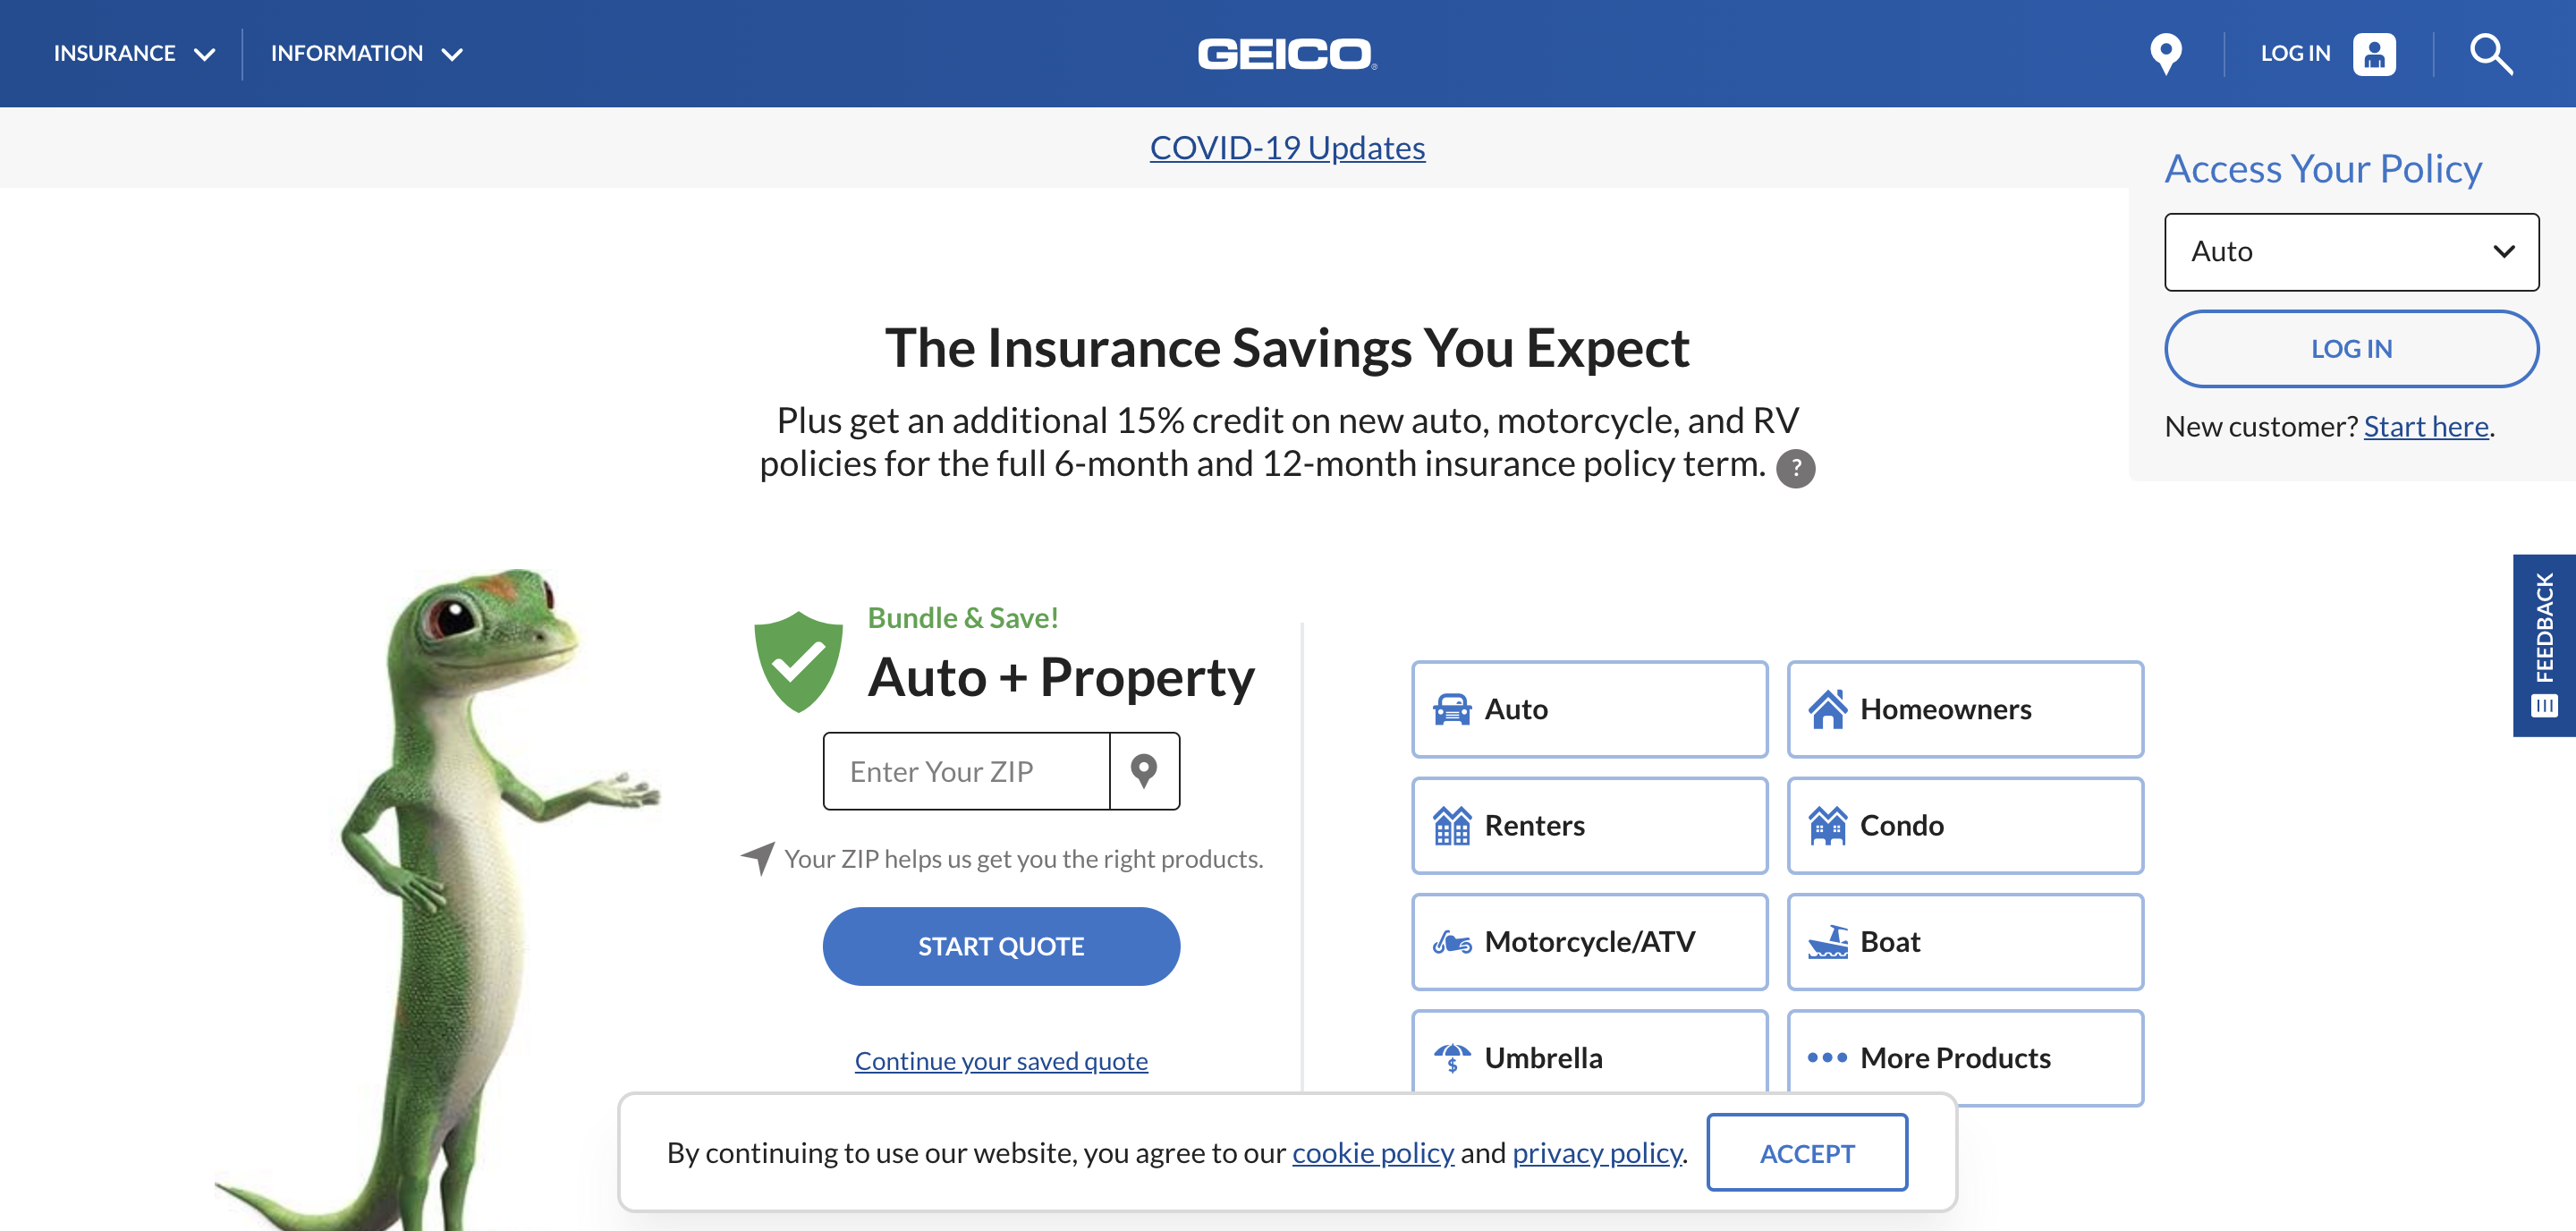 INSURANCE
INFORMATION
GEICO
LOG IN
COVID-19 Updates
Access Your Policy
Auto
LOG IN
New customer? Start here.
The Insurance Savings You Expect
Plus get an additional 15% credit on new auto, motorcycle, and RV
policies for the full 6-month and 12-month insurance policy term. ?
FEEDBACK
Bundle & Save!
Auto + Property
Enter Your ZIP
Your ZIP helps us get you the right products.
START QUOTE
Continue your saved quote
Auto
Homeowners
Renters
Condo
Motorcycle/ATV
Boat
$ Umbrella
More Products
By continuing to use our website, you agree to our cookie policy and privacy policy.
ACCEPT